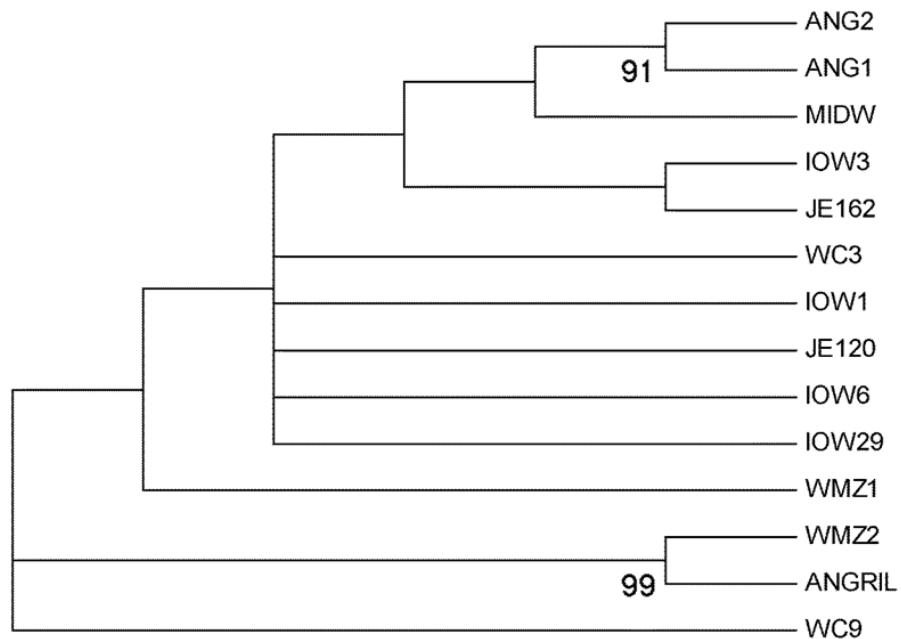 ANG2
91
ANG1
MIDW
IOW3
JE162
WC3
IOW1
JE120
IOW6
IOW29
WMZ1
WMZ2
99
ANGRIL
WC9